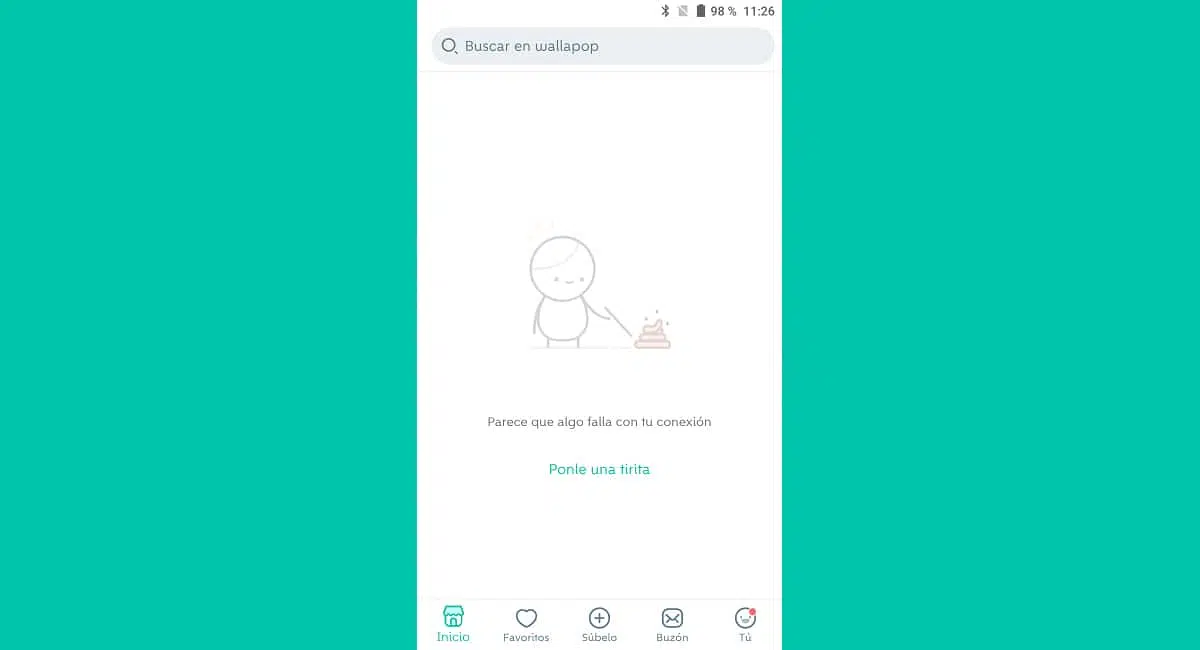 98 % 11:26
Buscar en wallapop
Parece que algo falla con tu conexión
Ponle una tirita
Inicio Favoritos Súbelo Buzón Tú